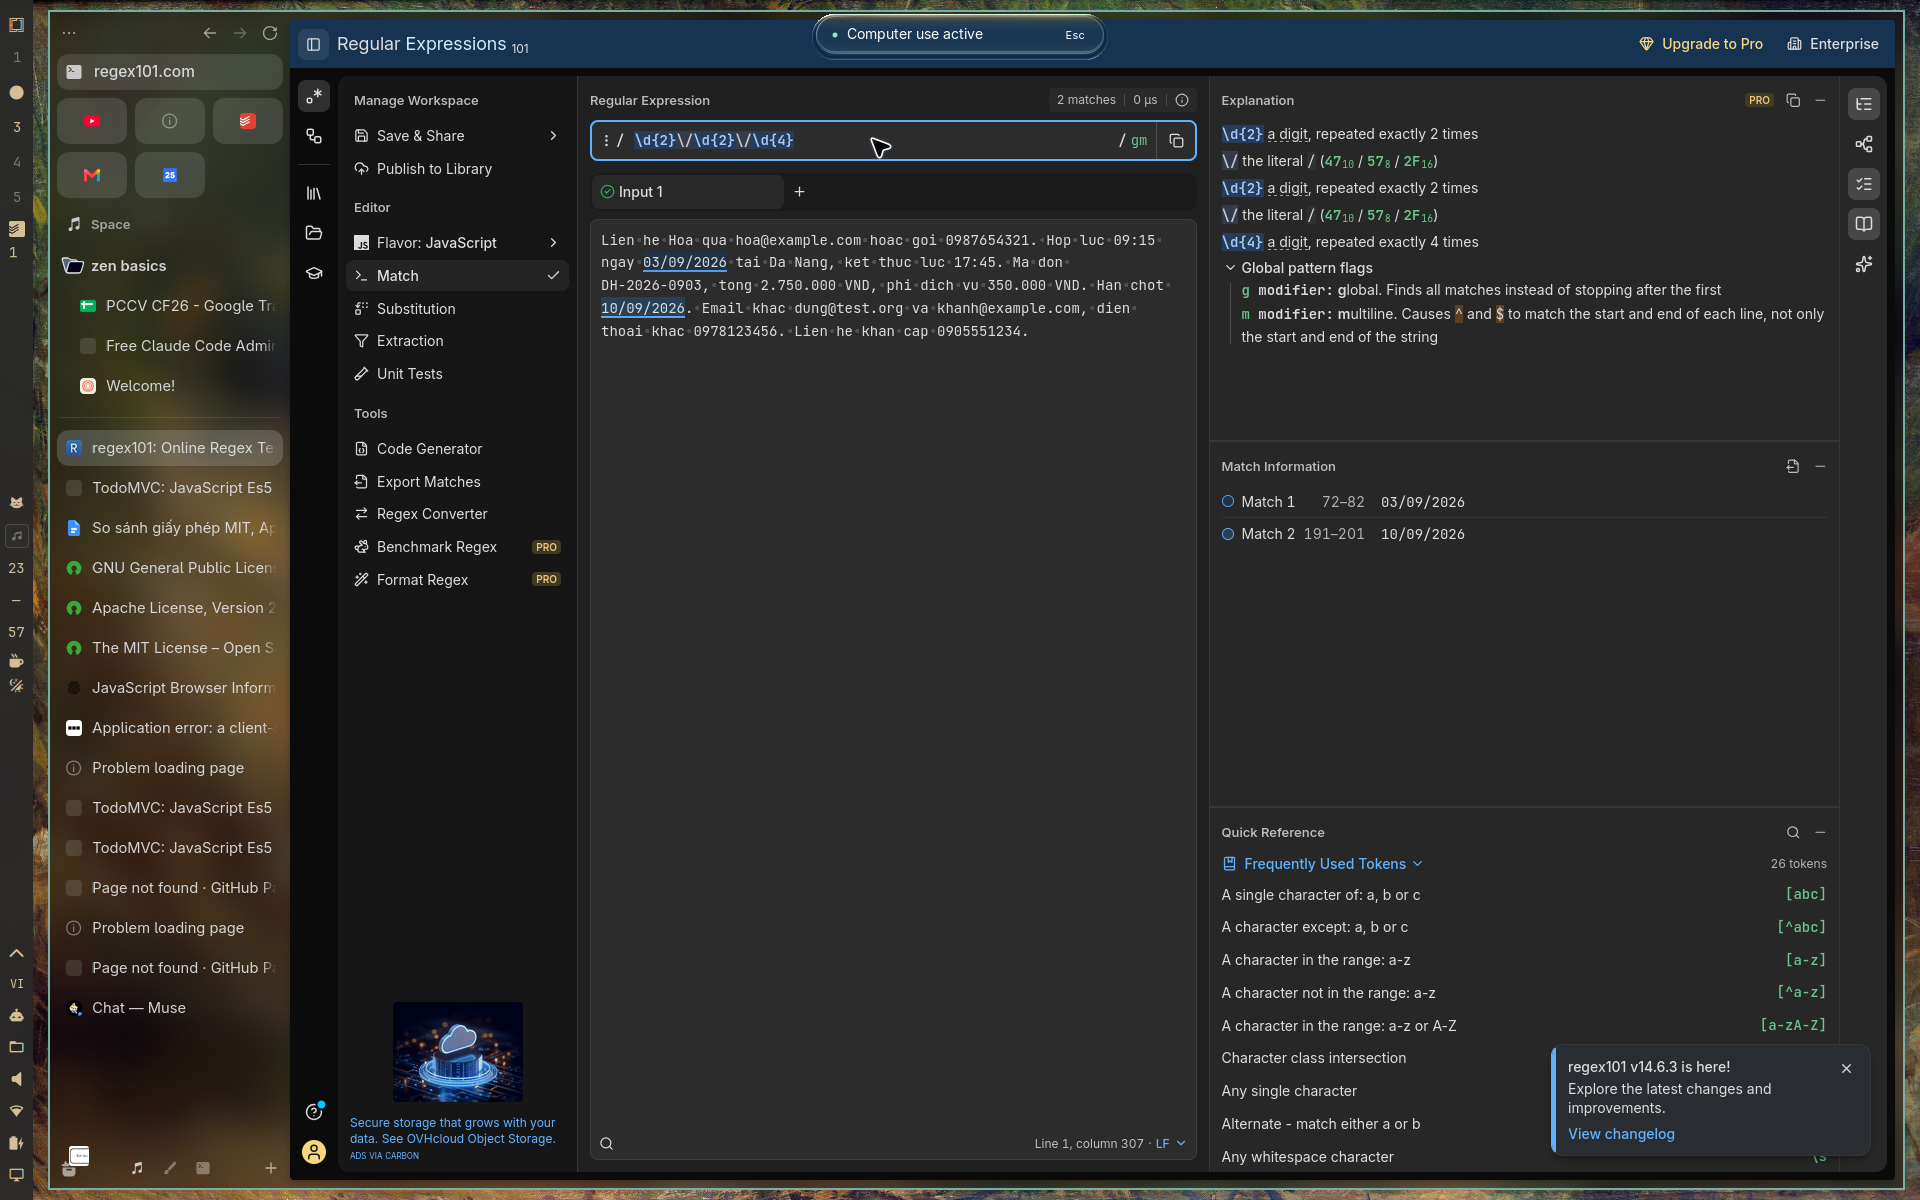 Computer use active Esc
1
3
4
5
1
23
57
VI
regex101.com
25
Space
zen basics
PCCV CF26 - Google Tra
Free Claude Code Admi
Welcome!
R regex101: Online Regex Te
TodoMVC: JavaScript Es5
So sánh giấy phép MIT, Ap
GNU General Public Licen
Apache License, Version 2
The MIT License – Open S
JavaScript Browser Inform
Application error: a client-
Problem loading page
TodoMVC: JavaScript Es5
TodoMVC: JavaScript Es5
Page not found · GitHub Pa
Problem loading page
Page not found · GitHub Pa
Chat — Muse
Regular Expressions 101
Upgrade to Pro
Enterprise
Manage Workspace
Save & Share
Publish to Library
Editor
JS Flavor: JavaScript
Match
Substitution
Extraction
Unit Tests
Tools
Code Generator
Export Matches
Regex Converter
Benchmark Regex PRO
Format Regex PRO
Secure storage that grows with your
data. See OVHcloud Object Storage.
ADS VIA CARBON
Regular Expression
2 matches 0 µs
/ \d{2}\/\d{2}\/\d{4} / gm
Input 1 +
Lien·he·Hoa·qua·hoa@example.com·hoac·goi·0987654321.·Hop·luc·09:15·
ngay·03/09/2026·tai·Da·Nang,·ket·thuc·luc·17:45.·Ma·don·
DH-2026-0903,·tong·2.750.000·VND,·phi·dich·vu·350.000·VND.·Han·chot·
10/09/2026.·Email·khac·dung@test.org·va·khanh@example.com,·dien·
thoai·khac·0978123456.·Lien·he·khan·cap·0905551234.
Line 1, column 307 · LF
Explanation PRO
\d{2} a digit, repeated exactly 2 times
\/ the literal / (47₁₀ / 57₈ / 2F₁₆)
\d{2} a digit, repeated exactly 2 times
\/ the literal / (47₁₀ / 57₈ / 2F₁₆)
\d{4} a digit, repeated exactly 4 times
Global pattern flags
g modifier: global. Finds all matches instead of stopping after the first
m modifier: multiline. Causes ^ and $ to match the start and end of each line, not only
the start and end of the string
Match Information
Match 1 72–82 03/09/2026
Match 2 191–201 10/09/2026
Quick Reference
Frequently Used Tokens 26 tokens
A single character of: a, b or c [abc]
A character except: a, b or c [^abc]
A character in the range: a-z [a-z]
A character not in the range: a-z [^a-z]
A character in the range: a-z or A-Z [a-zA-Z]
Character class intersection
Any single character
Alternate - match either a or b
Any whitespace character \s
regex101 v14.6.3 is here!
Explore the latest changes and
improvements.
View changelog